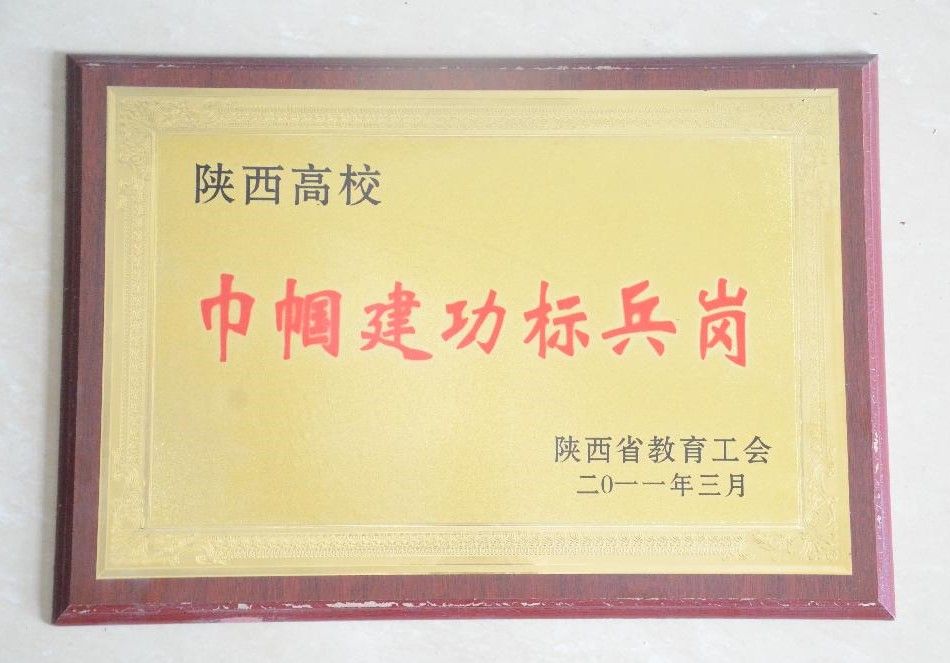 陕西高校
巾帼建功标兵岗
陕西省教育工会
二0一一年三月